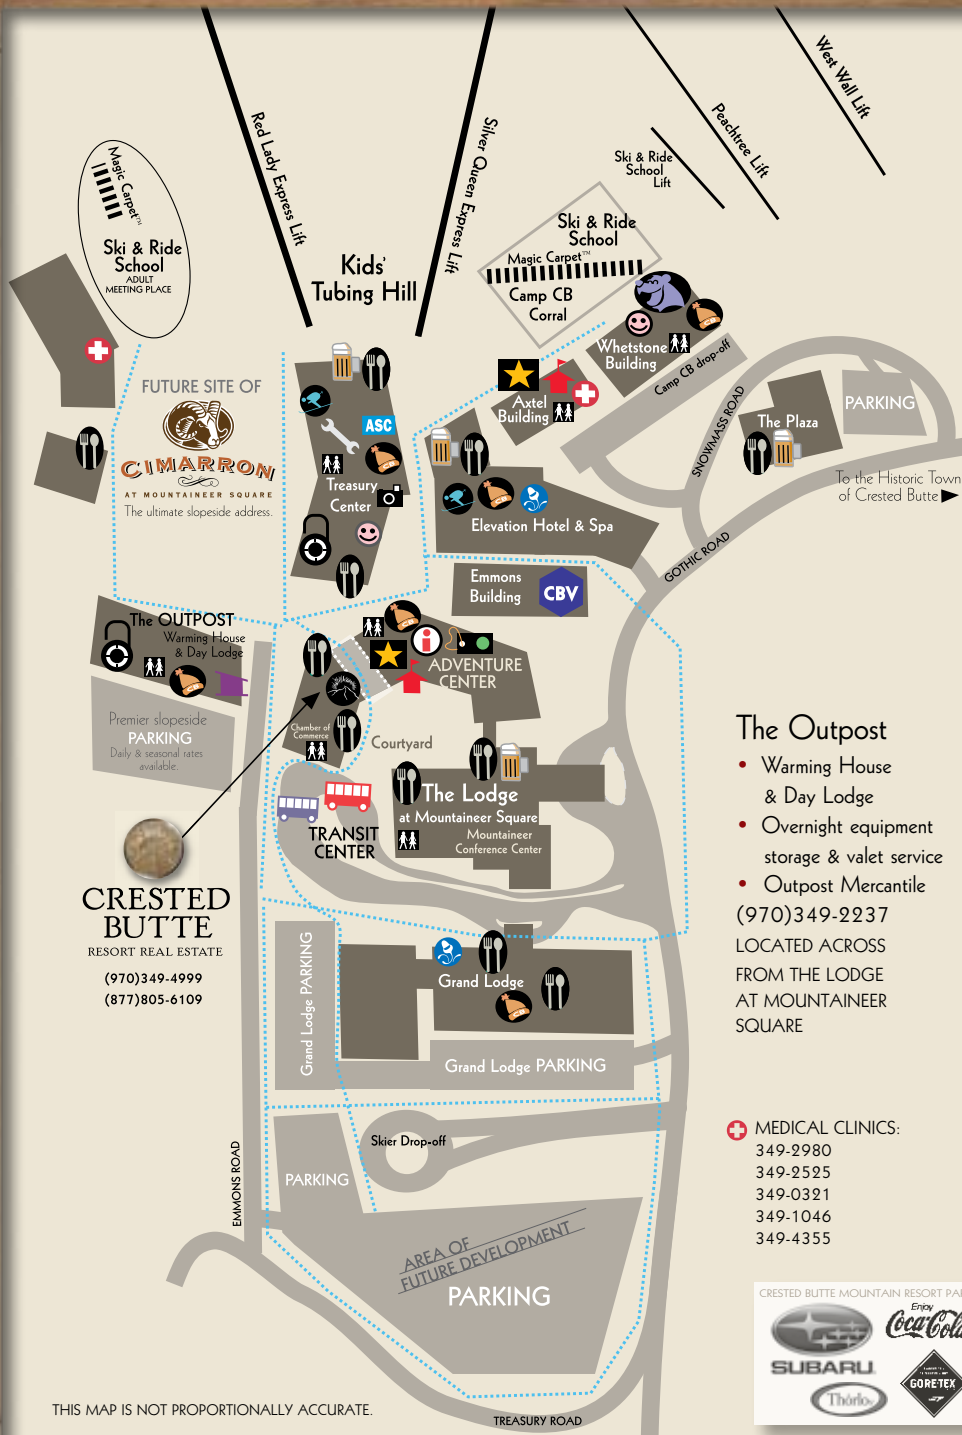 West Wall Lift
Peachtree Lift
Red Lady Express Lift
Silver Queen Express Lift
Ski & Ride
School
Lift
Magic Carpet™
Ski & Ride
School
ADULT
MEETING PLACE
Kids'
Tubing Hill
Ski & Ride
School
Magic Carpet™
Camp CB
Corral
Whetstone
Building
Camp CB drop-off
Axtel
Building
SNOWMASS ROAD
The Plaza
PARKING
To the Historic Town
of Crested Butte
FUTURE SITE OF
CIMARRON
AT MOUNTAINEER SQUARE
The ultimate slopeside address.
ASC
Treasury
Center
Elevation Hotel & Spa
GOTHIC ROAD
Emmons
Building
CBV
The OUTPOST
Warming House
& Day Lodge
i
ADVENTURE
CENTER
Premier slopeside
PARKING
Daily & seasonal rates
available.
Chamber of
Commerce
Courtyard
The Lodge
at Mountaineer Square
Mountaineer
Conference Center
TRANSIT
CENTER
CRESTED
BUTTE
RESORT REAL ESTATE
(970)349-4999
(877)805-6109
The Outpost
• Warming House
& Day Lodge
• Overnight equipment
storage & valet service
• Outpost Mercantile
(970)349-2237
LOCATED ACROSS
FROM THE LODGE
AT MOUNTAINEER
SQUARE
Grand Lodge PARKING
Grand Lodge
Grand Lodge PARKING
Skier Drop-off
EMMONS ROAD
PARKING
MEDICAL CLINICS:
349-2980
349-2525
349-0321
349-1046
349-4355
AREA OF
FUTURE DEVELOPMENT
PARKING
CRESTED BUTTE MOUNTAIN RESORT PA
Enjoy
Coca-Cola
SUBARU
GORE-TEX
Thorlo
THIS MAP IS NOT PROPORTIONALLY ACCURATE.
TREASURY ROAD